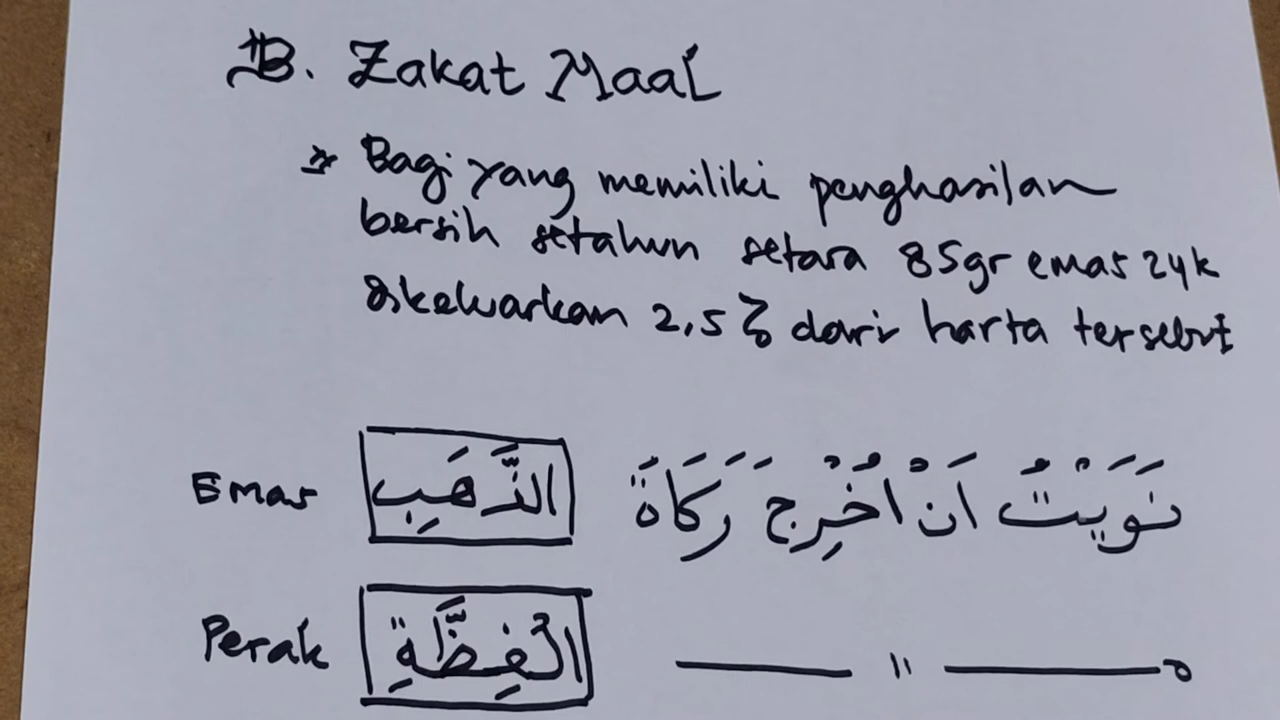 B. Zakat Maal
* Bagi yang memiliki penghasilan
bersih setahun setara 85gr emas 24k
dikeluarkan 2,5% dari harta tersebut
Emas الذَّهَبِ نَوَيْتُ اَنْ اُخْرِجَ زَكَاةَ
Perak الْفِظَّةِ —— " ——